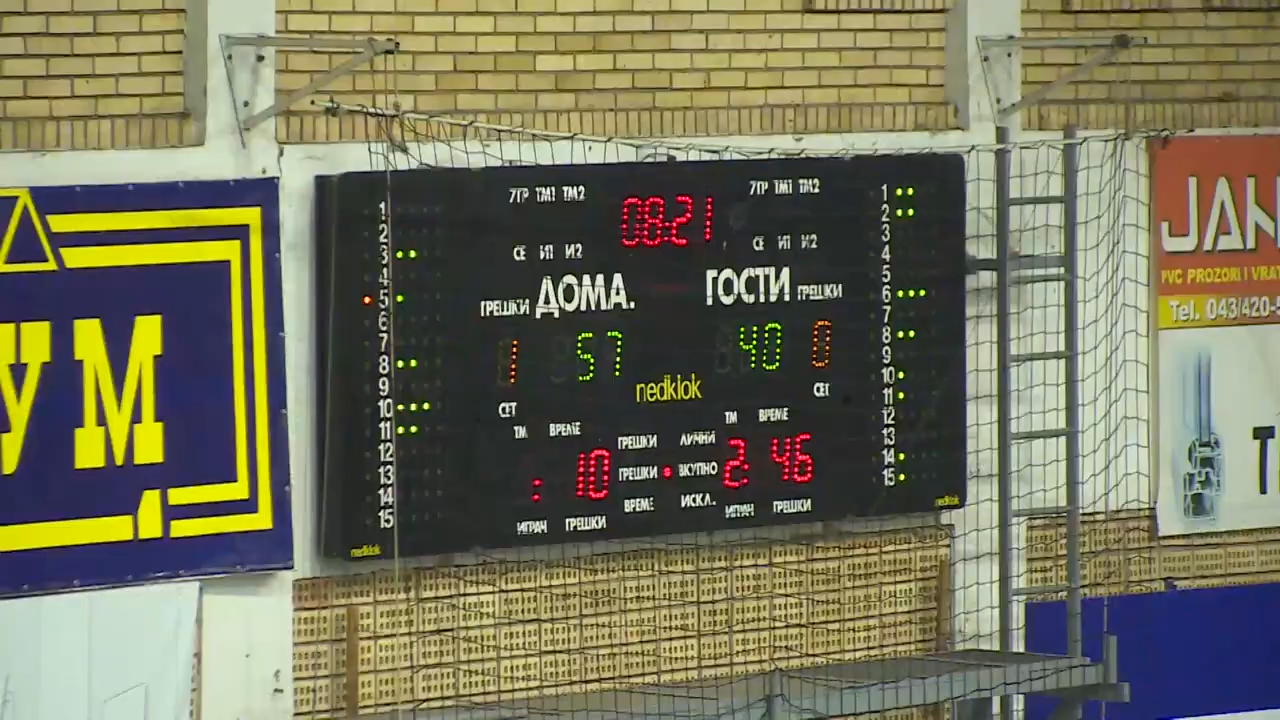 УМ
7ГР ТМ1 ТМ2
08:21
7ГР ТМ1 ТМ2
СЕ И1 И2
СЕ И1 И2
ГРЕШКИ ДОМА.
ГОСТИ ГРЕШКИ
1 57
40 0
nedklok
СЕТ
СЕТ
ТМ ВРЕМЕ
ТМ ВРЕМЕ
ГРЕШКИ ЛИЧНИ
: 10
ГРЕШКИ ВКУПНО
2 46
ВРЕМЕ ИСКЛ.
ИГРАЧ ГРЕШКИ
ИГРАЧ ГРЕШКИ
1
2
3
4
5
6
7
8
9
10
11
12
13
14
15
1
2
3
4
5
6
7
8
9
10
11
12
13
14
15
nedklok
nedklok
JAN
PVC PROZORI I VRAT
Tel. 043/420-
T